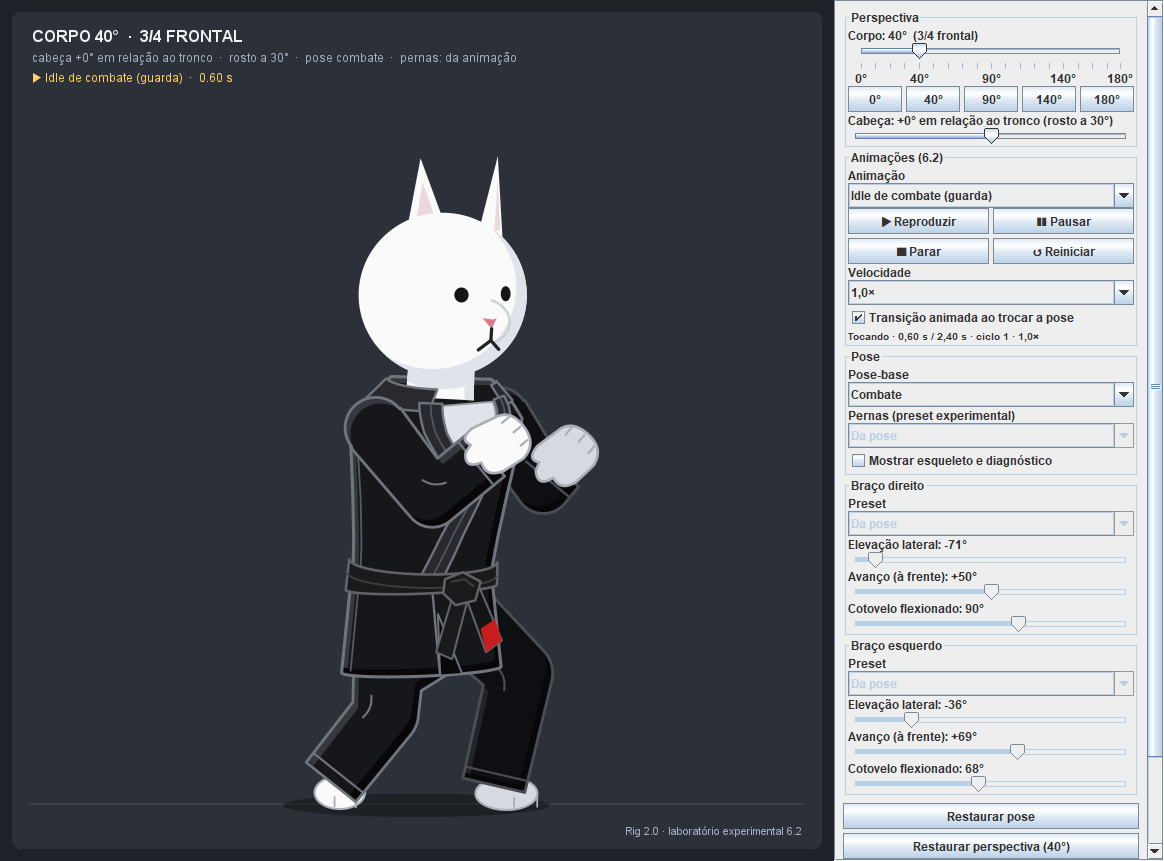 CORPO 40° · 3/4 FRONTAL
cabeça +0° em relação ao tronco · rosto a 30° · pose combate · pernas: da animação
▶ Idle de combate (guarda) · 0.60 s
Rig 2.0 · laboratório experimental 6.2
Perspectiva
Corpo: 40° (3/4 frontal)
0° 40° 90° 140° 180°
0° 40° 90° 140° 180°
Cabeça: +0° em relação ao tronco (rosto a 30°)
Animações (6.2)
Animação
Idle de combate (guarda)
▶ Reproduzir
▮▮ Pausar
■ Parar
↺ Reiniciar
Velocidade
1,0×
Transição animada ao trocar a pose
Tocando · 0,60 s / 2,40 s · ciclo 1 · 1,0×
Pose
Pose-base
Combate
Pernas (preset experimental)
Da pose
Mostrar esqueleto e diagnóstico
Braço direito
Preset
Da pose
Elevação lateral: -71°
Avanço (à frente): +50°
Cotovelo flexionado: 90°
Braço esquerdo
Preset
Da pose
Elevação lateral: -36°
Avanço (à frente): +69°
Cotovelo flexionado: 68°
Restaurar pose
Restaurar perspectiva (40°)